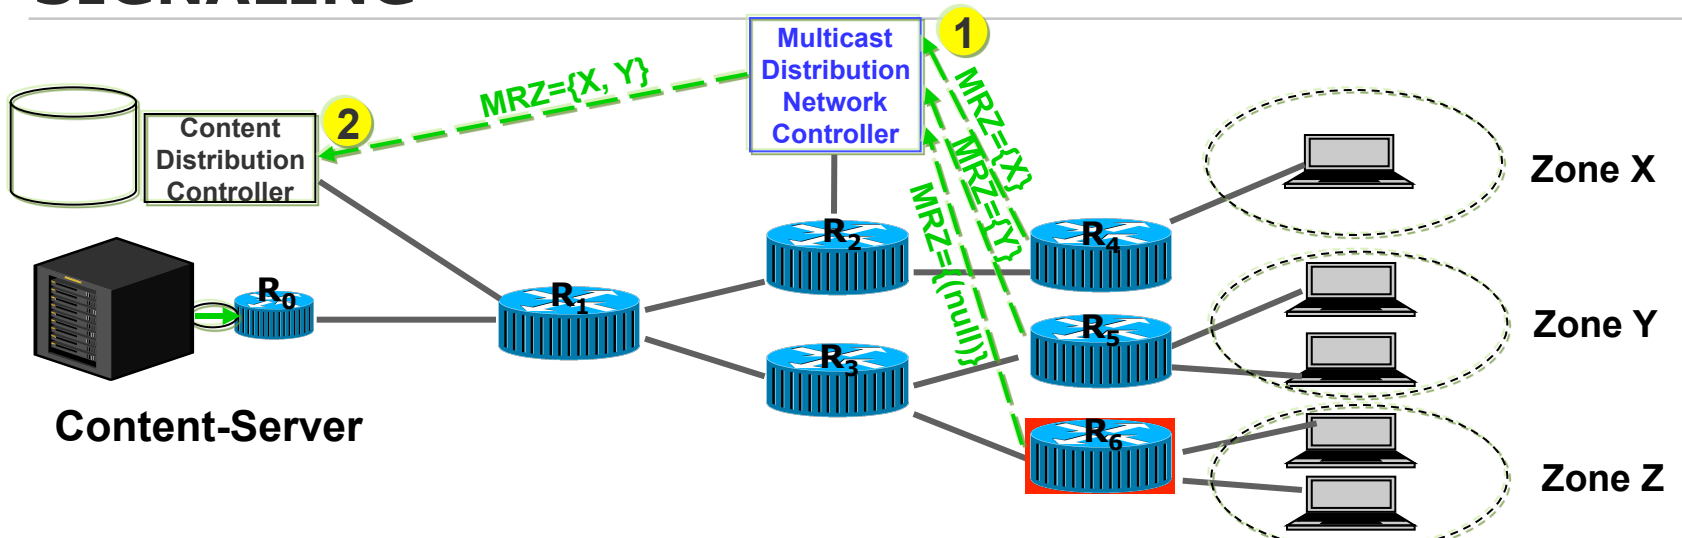 SIGNALING
1
Multicast
Distribution
Network
Controller
MRZ={X, Y}
2
Content
Distribution
Controller
MRZ={X}
MRZ={Y}
MRZ={(null)}
Zone X
R2
R4
R0
R1
R5
Zone Y
R3
Content-Server
R6
Zone Z